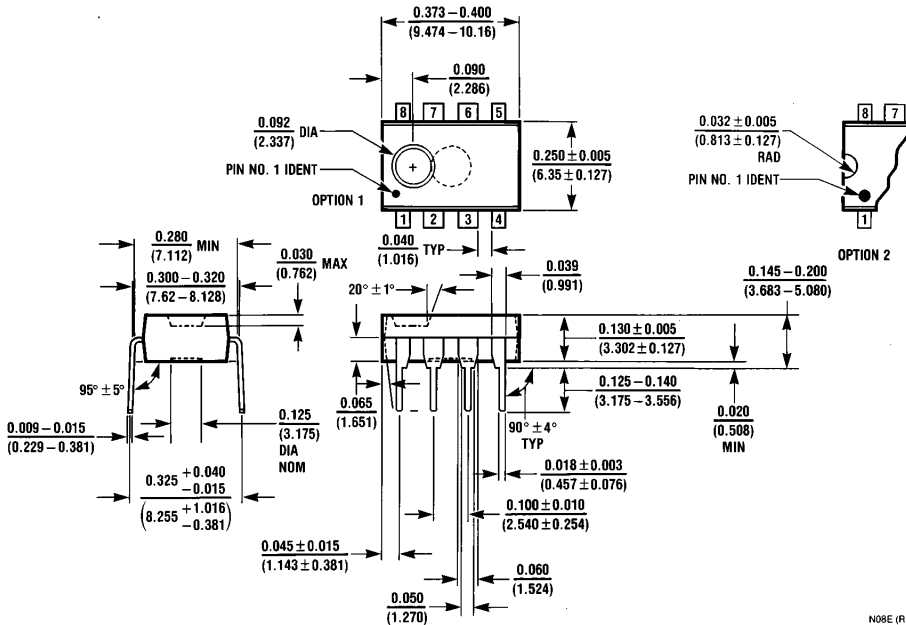 0.373 – 0.400
(9.474 – 10.16)
0.090
(2.286)
8 7 6 5
0.092 DIA
(2.337)
PIN NO. 1 IDENT
OPTION 1
0.250 ± 0.005
(6.35 ± 0.127)
1 2 3 4
8 7
0.032 ± 0.005
(0.813 ± 0.127)
RAD
PIN NO. 1 IDENT
1
OPTION 2
0.280 MIN
(7.112)
0.300 – 0.320
(7.62 – 8.128)
0.030 MAX
(0.762)
0.040 TYP
(1.016)
20° ± 1°
0.039
(0.991)
0.145 – 0.200
(3.683 – 5.080)
0.130 ± 0.005
(3.302 ± 0.127)
0.125 – 0.140
(3.175 – 3.556)
0.020
(0.508)
MIN
95° ± 5°
0.009 – 0.015
(0.229 – 0.381)
0.125
(3.175)
DIA
NOM
0.065
(1.651)
90° ± 4°
TYP
0.018 ± 0.003
(0.457 ± 0.076)
0.325 +0.040
-0.015
(8.255 +1.016
-0.381)
0.100 ± 0.010
(2.540 ± 0.254)
0.045 ± 0.015
(1.143 ± 0.381)
0.060
(1.524)
0.050
(1.270)
N08E (R